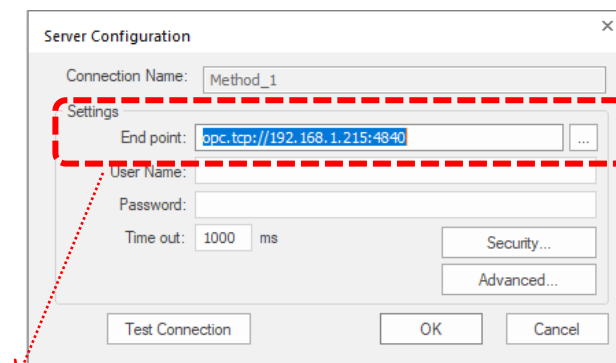 Server Configuration
×
Connection Name: Method_1
Settings
End point: opc.tcp://192.168.1.215:4840 ...
User Name:
Password:
Time out: 1000 ms
Security...
Advanced...
Test Connection OK Cancel